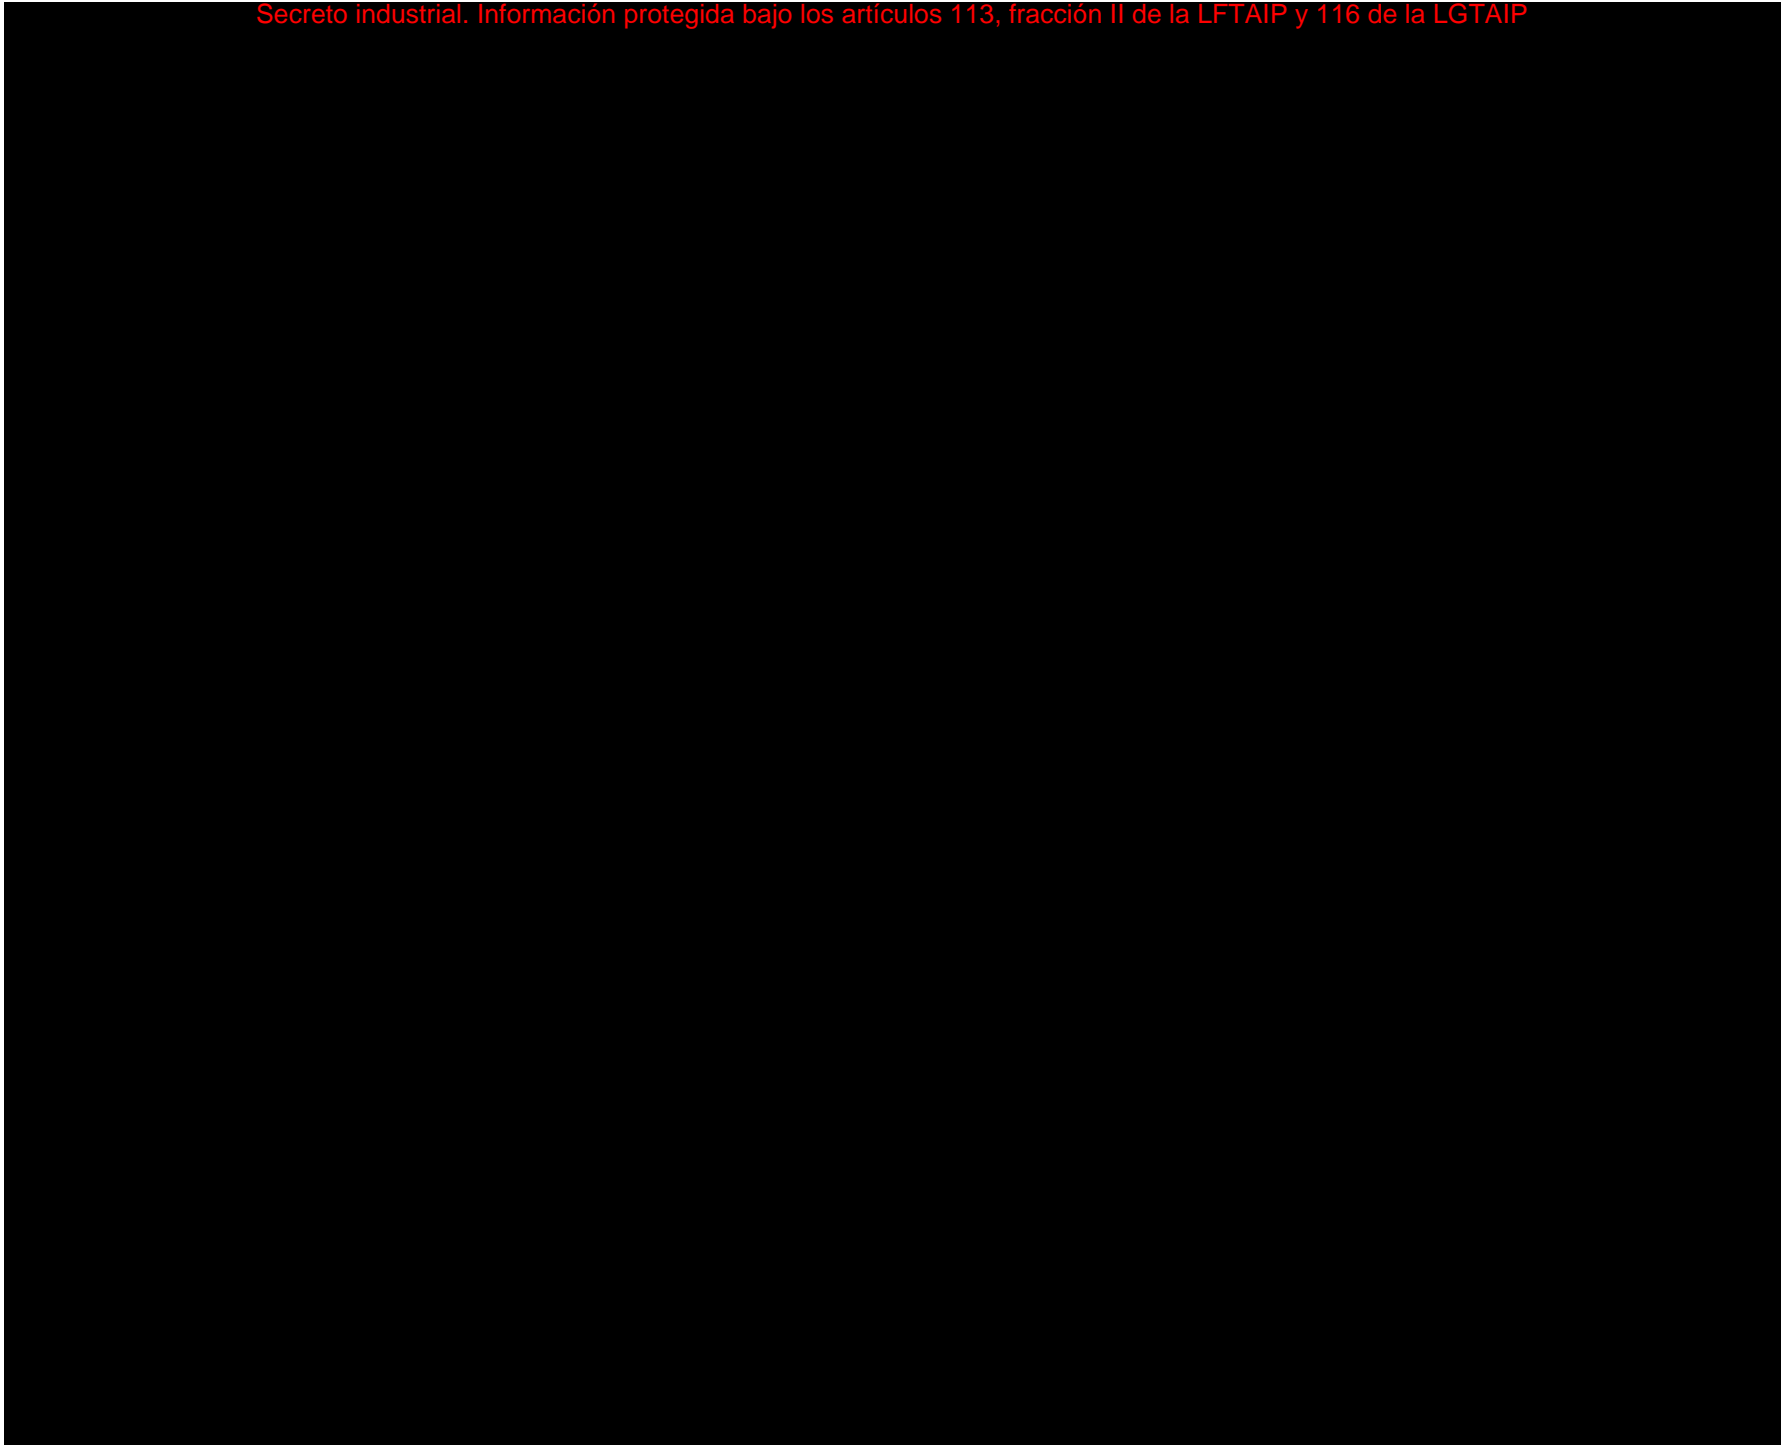 Secreto industrial. Información protegida bajo los artículos 113, fracción II de la LFTAIP y 116 de la LGTAIP